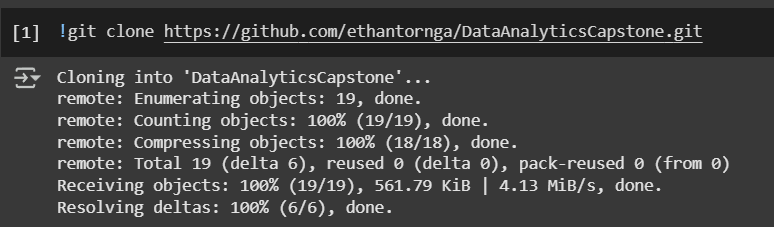 [1] !git clone https://github.com/ethantornga/DataAnalyticsCapstone.git
Cloning into 'DataAnalyticsCapstone'...
remote: Enumerating objects: 19, done.
remote: Counting objects: 100% (19/19), done.
remote: Compressing objects: 100% (18/18), done.
remote: Total 19 (delta 6), reused 0 (delta 0), pack-reused 0 (from 0)
Receiving objects: 100% (19/19), 561.79 KiB | 4.13 MiB/s, done.
Resolving deltas: 100% (6/6), done.